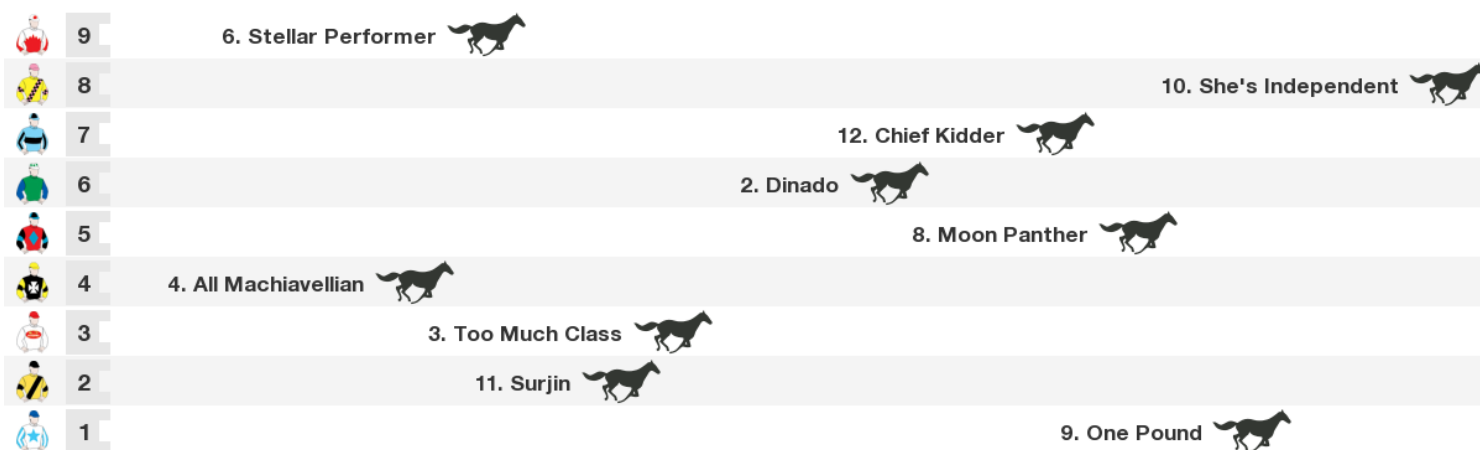 9 6. Stellar Performer
8 10. She's Independent
7 12. Chief Kidder
6 2. Dinado
5 8. Moon Panther
4 4. All Machiavellian
3 3. Too Much Class
2 11. Surjin
1 9. One Pound